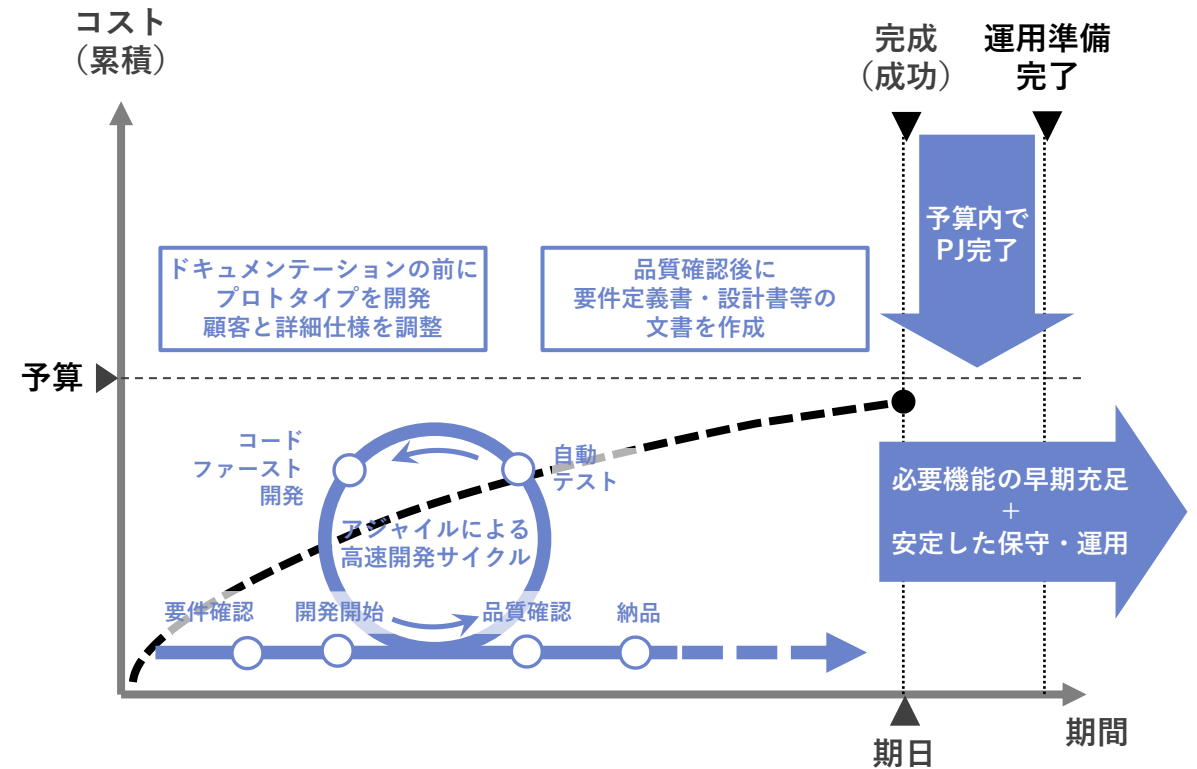 コスト
（累積）
完成
（成功）
運用準備
完了
予算内で
PJ完了
ドキュメンテーションの前に
プロトタイプを開発
顧客と詳細仕様を調整
品質確認後に
要件定義書・設計書等の
文書を作成
予算
コード
ファースト
開発
自動
テスト
アジャイルによる
高速開発サイクル
必要機能の早期充足
+
安定した保守・運用
要件確認
開発開始
品質確認
納品
期日
期間